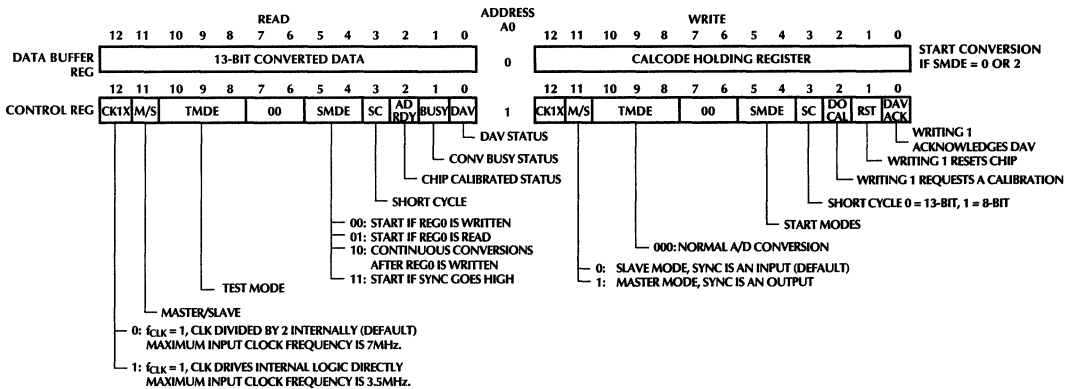 READ ADDRESS A0 WRITE
12 11 10 9 8 7 6 5 4 3 2 1 0 12 11 10 9 8 7 6 5 4 3 2 1 0
DATA BUFFER REG 13-BIT CONVERTED DATA 0 CALCODE HOLDING REGISTER START CONVERSION IF SMDE = 0 OR 2
12 11 10 9 8 7 6 5 4 3 2 1 0 12 11 10 9 8 7 6 5 4 3 2 1 0
CONTROL REG CK1X M/S TMDE 00 SMDE SC AD RDY BUSY DAV 1 CK1X M/S TMDE 00 SMDE SC DO CAL RST DAV ACK
DAV STATUS
CONV BUSY STATUS
CHIP CALIBRATED STATUS
SHORT CYCLE
00: START IF REG0 IS WRITTEN
01: START IF REG0 IS READ
10: CONTINUOUS CONVERSIONS
AFTER REG0 IS WRITTEN
11: START IF SYNC GOES HIGH
TEST MODE
MASTER/SLAVE
0: fCLK = 1, CLK DIVIDED BY 2 INTERNALLY (DEFAULT)
MAXIMUM INPUT CLOCK FREQUENCY IS 7MHz.
1: fCLK = 1, CLK DRIVES INTERNAL LOGIC DIRECTLY
MAXIMUM INPUT CLOCK FREQUENCY IS 3.5MHz.
WRITING 1
ACKNOWLEDGES DAV
WRITING 1 RESETS CHIP
WRITING 1 REQUESTS A CALIBRATION
SHORT CYCLE 0 = 13-BIT, 1 = 8-BIT
START MODES
000: NORMAL A/D CONVERSION
0: SLAVE MODE, SYNC IS AN INPUT (DEFAULT)
1: MASTER MODE, SYNC IS AN OUTPUT